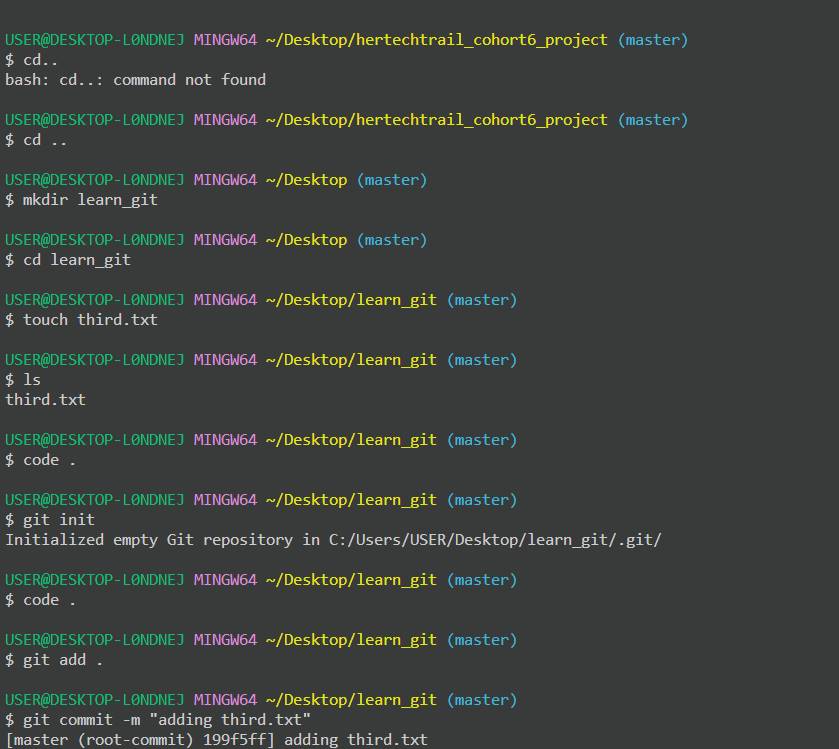 USER@DESKTOP-L0NDNEJ MINGW64 ~/Desktop/hertechtrail_cohort6_project (master)
$ cd..
bash: cd..: command not found
USER@DESKTOP-L0NDNEJ MINGW64 ~/Desktop/hertechtrail_cohort6_project (master)
$ cd ..
USER@DESKTOP-L0NDNEJ MINGW64 ~/Desktop (master)
$ mkdir learn_git
USER@DESKTOP-L0NDNEJ MINGW64 ~/Desktop (master)
$ cd learn_git
USER@DESKTOP-L0NDNEJ MINGW64 ~/Desktop/learn_git (master)
$ touch third.txt
USER@DESKTOP-L0NDNEJ MINGW64 ~/Desktop/learn_git (master)
$ ls
third.txt
USER@DESKTOP-L0NDNEJ MINGW64 ~/Desktop/learn_git (master)
$ code .
USER@DESKTOP-L0NDNEJ MINGW64 ~/Desktop/learn_git (master)
$ git init
Initialized empty Git repository in C:/Users/USER/Desktop/learn_git/.git/
USER@DESKTOP-L0NDNEJ MINGW64 ~/Desktop/learn_git (master)
$ code .
USER@DESKTOP-L0NDNEJ MINGW64 ~/Desktop/learn_git (master)
$ git add .
USER@DESKTOP-L0NDNEJ MINGW64 ~/Desktop/learn_git (master)
$ git commit -m "adding third.txt"
[master (root-commit) 199f5ff] adding third.txt